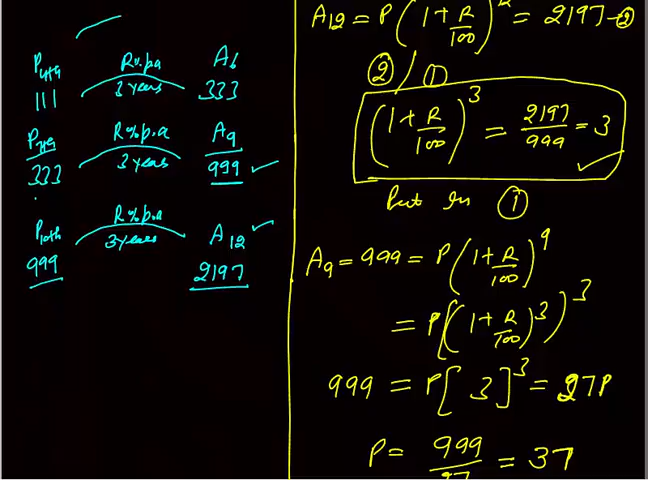 P4th R%pa A6
111 3 years 333
P7th R%p.a A9
333 3 years 999
P10th R%p.a A12
999 3 years 2197
A12 = P(1+R/100)^12 = 2197-②
②/①
(1+R/100)^3 = 2197/999 = 3
Put in ①
A9 = 999 = P(1+R/100)^9
= P[(1+R/100)^3]^3
999 = P[3]^3 = 27P
P = 999/27 = 37